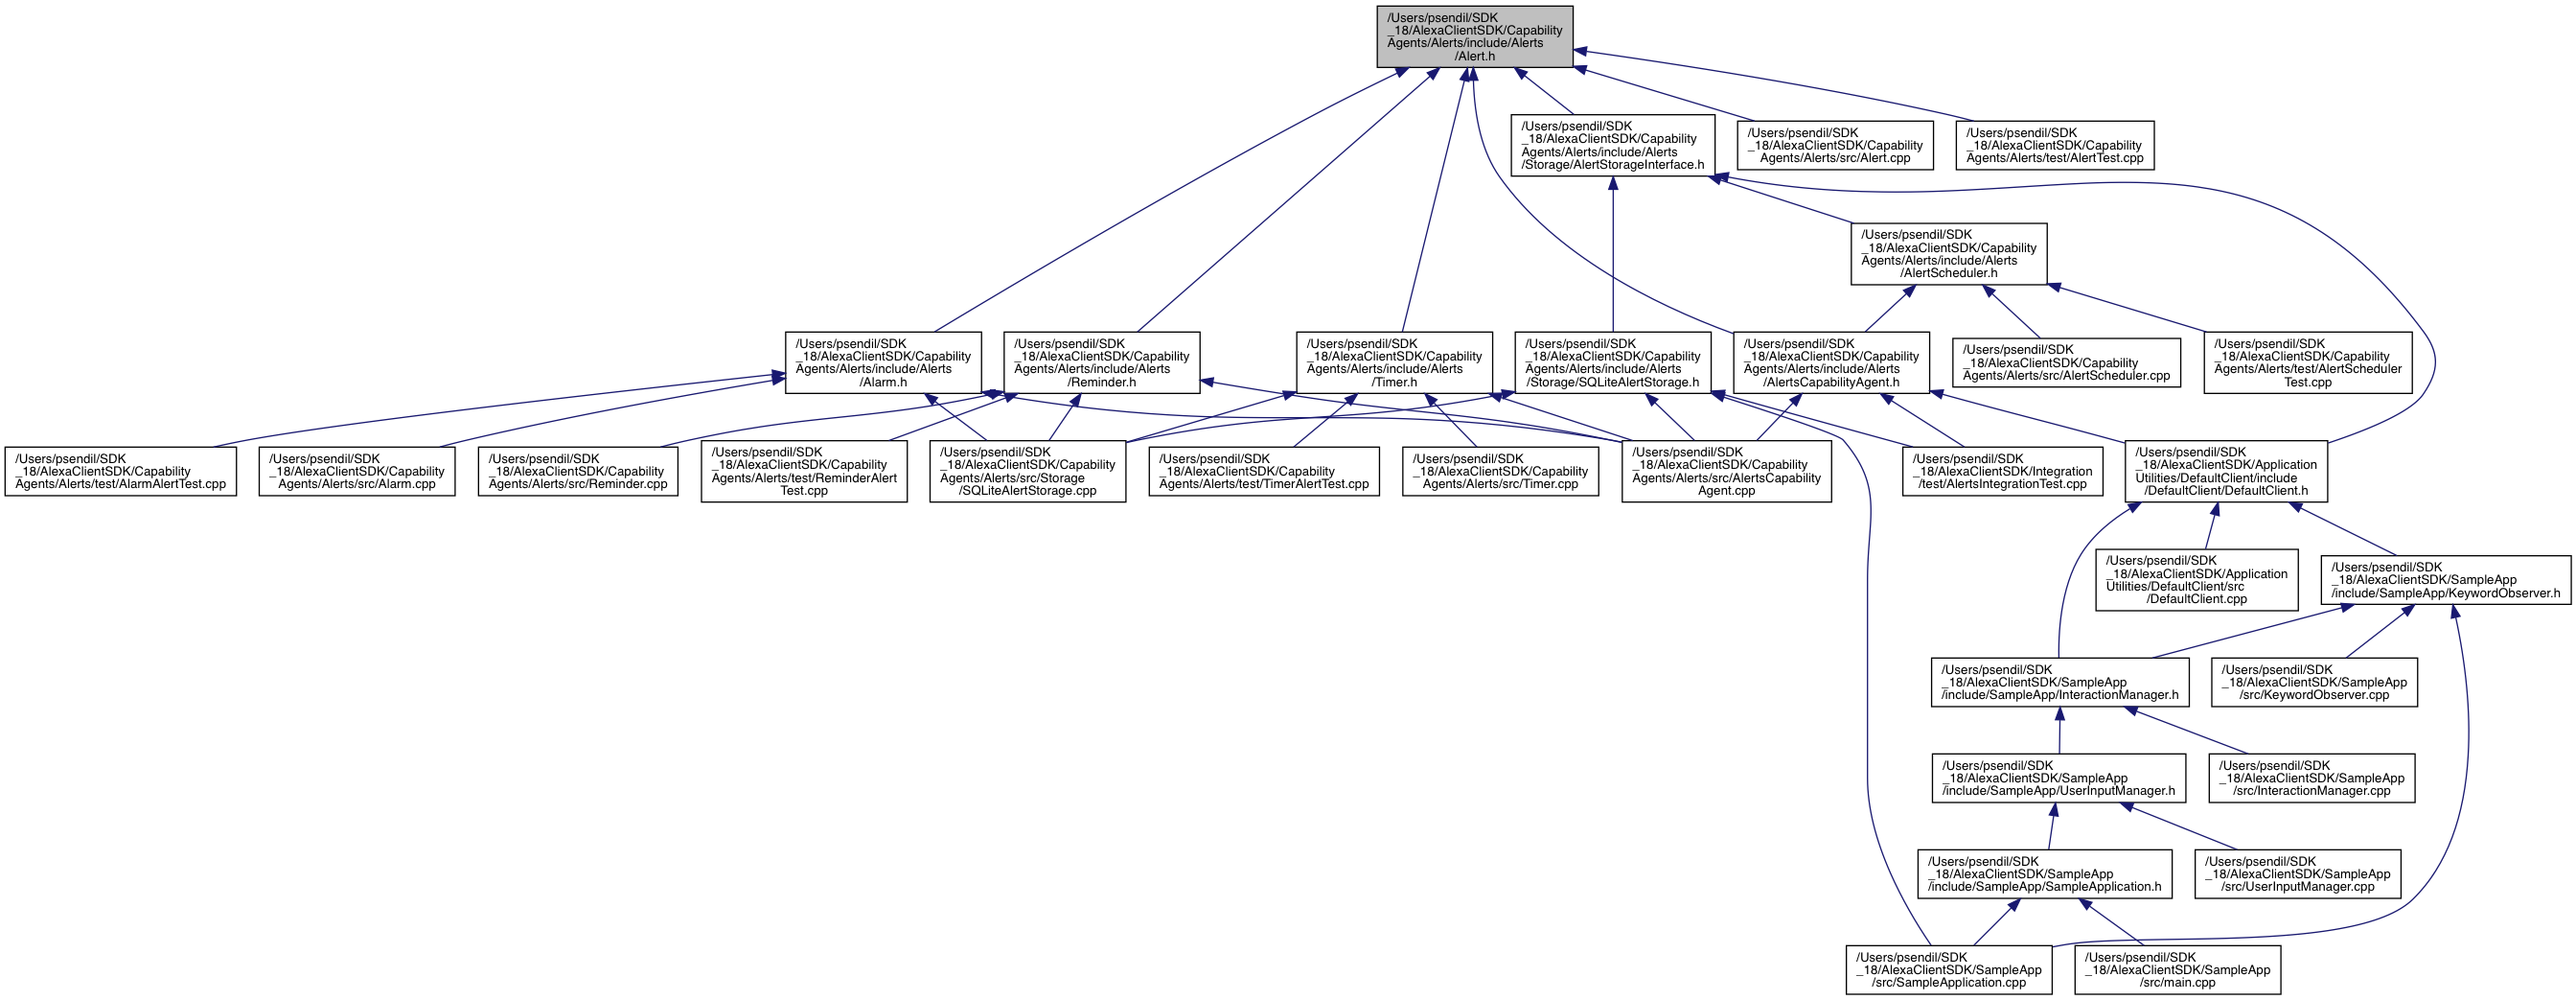 /Users/psendil/SDK
_18/AlexaClientSDK/Capability
Agents/Alerts/include/Alerts
/Alert.h
/Users/psendil/SDK
_18/AlexaClientSDK/Capability
Agents/Alerts/include/Alerts
/Storage/AlertStorageInterface.h
/Users/psendil/SDK
_18/AlexaClientSDK/Capability
Agents/Alerts/src/Alert.cpp
/Users/psendil/SDK
_18/AlexaClientSDK/Capability
Agents/Alerts/test/AlertTest.cpp
/Users/psendil/SDK
_18/AlexaClientSDK/Capability
Agents/Alerts/include/Alerts
/AlertScheduler.h
/Users/psendil/SDK
_18/AlexaClientSDK/Capability
Agents/Alerts/include/Alerts
/Alarm.h
/Users/psendil/SDK
_18/AlexaClientSDK/Capability
Agents/Alerts/include/Alerts
/Reminder.h
/Users/psendil/SDK
_18/AlexaClientSDK/Capability
Agents/Alerts/include/Alerts
/Timer.h
/Users/psendil/SDK
_18/AlexaClientSDK/Capability
Agents/Alerts/include/Alerts
/Storage/SQLiteAlertStorage.h
/Users/psendil/SDK
_18/AlexaClientSDK/Capability
Agents/Alerts/include/Alerts
/AlertsCapabilityAgent.h
/Users/psendil/SDK
_18/AlexaClientSDK/Capability
Agents/Alerts/src/AlertScheduler.cpp
/Users/psendil/SDK
_18/AlexaClientSDK/Capability
Agents/Alerts/test/AlertScheduler
Test.cpp
/Users/psendil/SDK
_18/AlexaClientSDK/Capability
Agents/Alerts/test/AlarmAlertTest.cpp
/Users/psendil/SDK
_18/AlexaClientSDK/Capability
Agents/Alerts/src/Alarm.cpp
/Users/psendil/SDK
_18/AlexaClientSDK/Capability
Agents/Alerts/src/Reminder.cpp
/Users/psendil/SDK
_18/AlexaClientSDK/Capability
Agents/Alerts/test/ReminderAlert
Test.cpp
/Users/psendil/SDK
_18/AlexaClientSDK/Capability
Agents/Alerts/src/Storage
/SQLiteAlertStorage.cpp
/Users/psendil/SDK
_18/AlexaClientSDK/Capability
Agents/Alerts/test/TimerAlertTest.cpp
/Users/psendil/SDK
_18/AlexaClientSDK/Capability
Agents/Alerts/src/Timer.cpp
/Users/psendil/SDK
_18/AlexaClientSDK/Capability
Agents/Alerts/src/AlertsCapability
Agent.cpp
/Users/psendil/SDK
_18/AlexaClientSDK/Integration
/test/AlertsIntegrationTest.cpp
/Users/psendil/SDK
_18/AlexaClientSDK/Application
Utilities/DefaultClient/include
/DefaultClient/DefaultClient.h
/Users/psendil/SDK
_18/AlexaClientSDK/Application
Utilities/DefaultClient/src
/DefaultClient.cpp
/Users/psendil/SDK
_18/AlexaClientSDK/SampleApp
/include/SampleApp/KeywordObserver.h
/Users/psendil/SDK
_18/AlexaClientSDK/SampleApp
/include/SampleApp/InteractionManager.h
/Users/psendil/SDK
_18/AlexaClientSDK/SampleApp
/src/KeywordObserver.cpp
/Users/psendil/SDK
_18/AlexaClientSDK/SampleApp
/include/SampleApp/UserInputManager.h
/Users/psendil/SDK
_18/AlexaClientSDK/SampleApp
/src/InteractionManager.cpp
/Users/psendil/SDK
_18/AlexaClientSDK/SampleApp
/include/SampleApp/SampleApplication.h
/Users/psendil/SDK
_18/AlexaClientSDK/SampleApp
/src/UserInputManager.cpp
/Users/psendil/SDK
_18/AlexaClientSDK/SampleApp
/src/SampleApplication.cpp
/Users/psendil/SDK
_18/AlexaClientSDK/SampleApp
/src/main.cpp